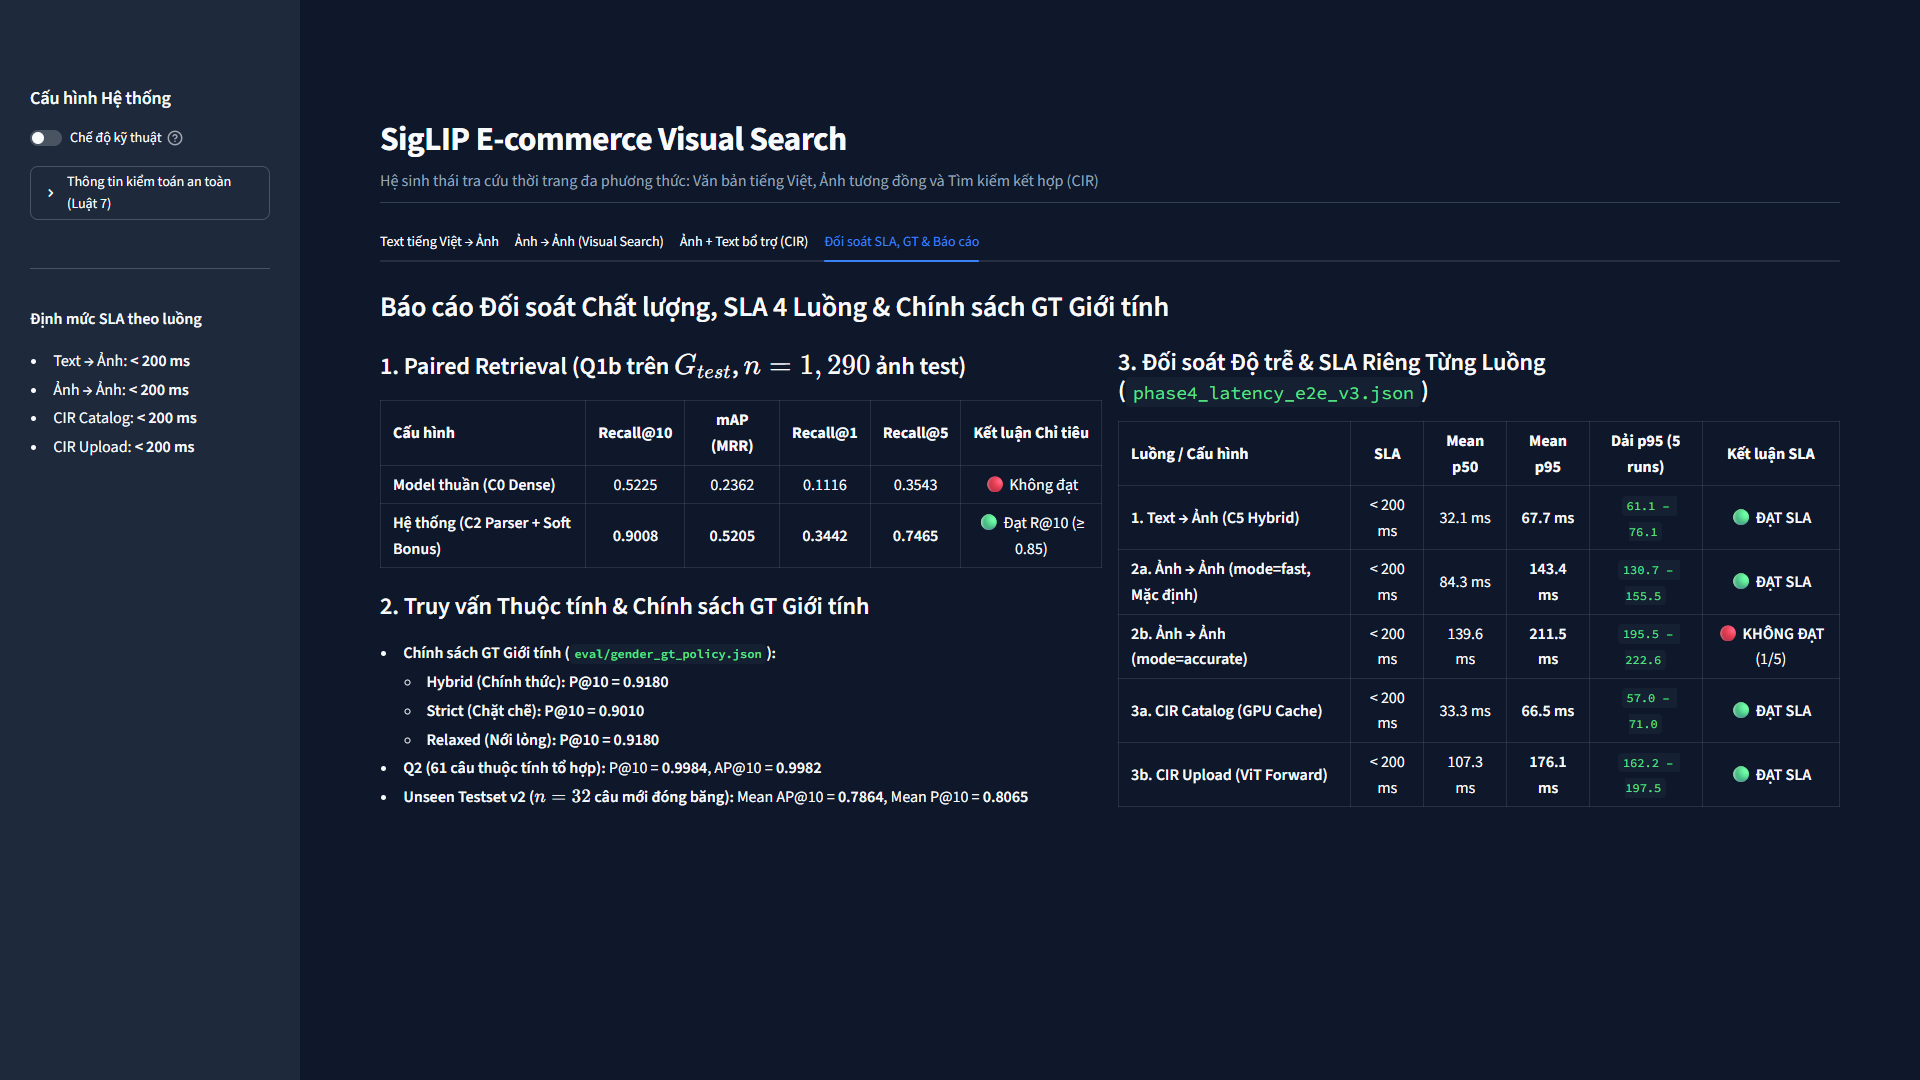 Cấu hình Hệ thống
Chế độ kỹ thuật
Thông tin kiểm toán an toàn
(Luật 7)
Định mức SLA theo luồng
• Text → Ảnh: < 200 ms
• Ảnh → Ảnh: < 200 ms
• CIR Catalog: < 200 ms
• CIR Upload: < 200 ms
SigLIP E-commerce Visual Search
Hệ sinh thái tra cứu thời trang đa phương thức: Văn bản tiếng Việt, Ảnh tương đồng và Tìm kiếm kết hợp (CIR)
Text tiếng Việt → Ảnh Ảnh → Ảnh (Visual Search) Ảnh + Text bổ trợ (CIR) Đối soát SLA, GT & Báo cáo
Báo cáo Đối soát Chất lượng, SLA 4 Luồng & Chính sách GT Giới tính
1. Paired Retrieval (Q1b trên G_test, n = 1,290 ảnh test)
Cấu hình Recall@10 mAP (MRR) Recall@1 Recall@5 Kết luận Chỉ tiêu
Model thuần (C0 Dense) 0.5225 0.2362 0.1116 0.3543 🔴 Không đạt
Hệ thống (C2 Parser + Soft Bonus) 0.9008 0.5205 0.3442 0.7465 🟢 Đạt R@10 (≥ 0.85)
2. Truy vấn Thuộc tính & Chính sách GT Giới tính
• Chính sách GT Giới tính ( eval/gender_gt_policy.json ):
◦ Hybrid (Chính thức): P@10 = 0.9180
◦ Strict (Chặt chẽ): P@10 = 0.9010
◦ Relaxed (Nới lỏng): P@10 = 0.9180
• Q2 (61 câu thuộc tính tổ hợp): P@10 = 0.9984, AP@10 = 0.9982
• Unseen Testset v2 (n = 32 câu mới đóng băng): Mean AP@10 = 0.7864, Mean P@10 = 0.8065
3. Đối soát Độ trễ & SLA Riêng Từng Luồng
( phase4_latency_e2e_v3.json )
Luồng / Cấu hình SLA Mean p50 Mean p95 Dải p95 (5 runs) Kết luận SLA
1. Text → Ảnh (C5 Hybrid) < 200 ms 32.1 ms 67.7 ms 61.1 – 76.1 🟢 ĐẠT SLA
2a. Ảnh → Ảnh (mode=fast, Mặc định) < 200 ms 84.3 ms 143.4 ms 130.7 – 155.5 🟢 ĐẠT SLA
2b. Ảnh → Ảnh (mode=accurate) < 200 ms 139.6 ms 211.5 ms 195.5 – 222.6 🔴 KHÔNG ĐẠT (1/5)
3a. CIR Catalog (GPU Cache) < 200 ms 33.3 ms 66.5 ms 57.0 – 71.0 🟢 ĐẠT SLA
3b. CIR Upload (ViT Forward) < 200 ms 107.3 ms 176.1 ms 162.2 – 197.5 🟢 ĐẠT SLA